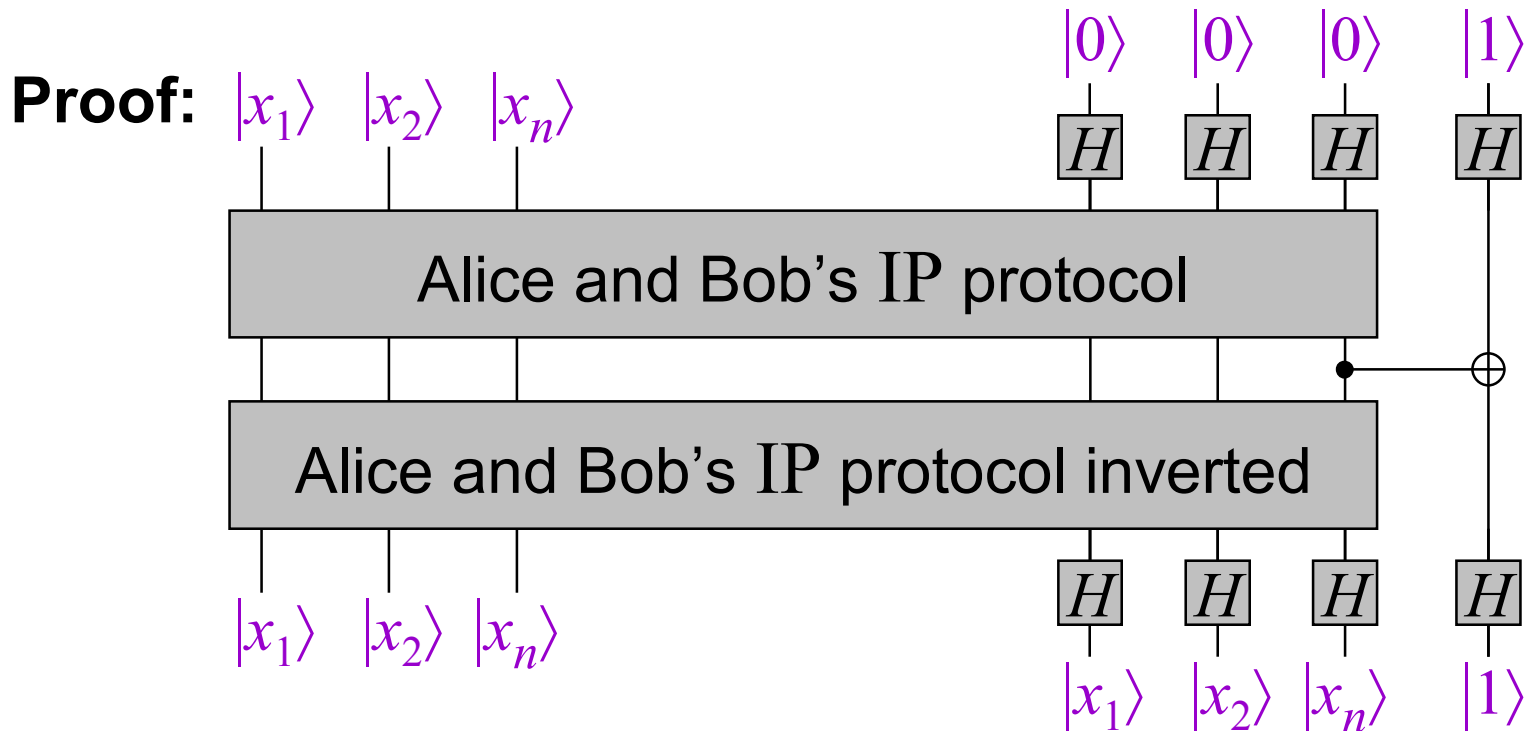 |0⟩ |0⟩ |0⟩ |1⟩
Proof: |x₁⟩ |x₂⟩ |xₙ⟩
H H H H
Alice and Bob’s IP protocol
Alice and Bob’s IP protocol inverted
H H H H
|x₁⟩ |x₂⟩ |xₙ⟩
|x₁⟩ |x₂⟩ |xₙ⟩ |1⟩